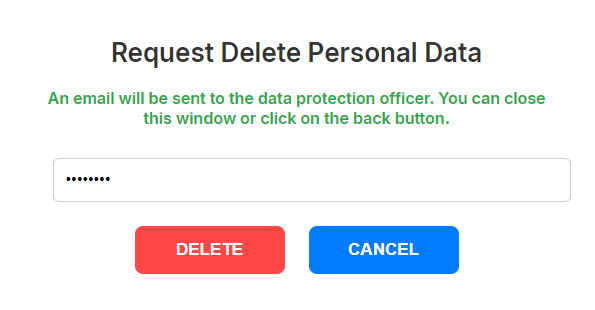 Request Delete Personal Data
An email will be sent to the data protection officer. You can close
this window or click on the back button.
••••••••
DELETE
CANCEL